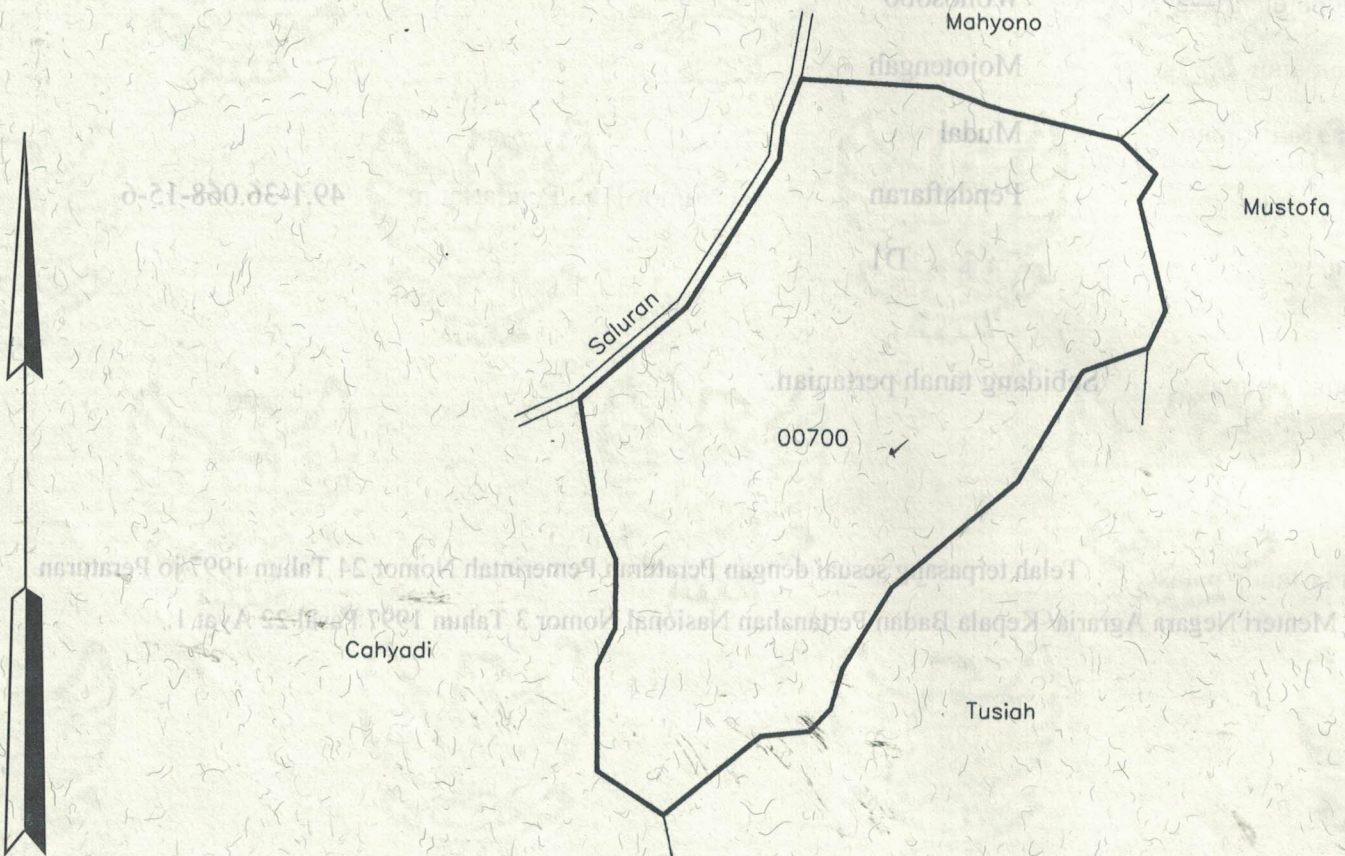 Wonosobo
Mahyono
Mojotengah
Mudal
Pendaftaran 49.1436.068-15-6
Mustofa
D1
Saluran
Sebidang tanah pertanian.
00700
Telah terpasang sesuai dengan Peraturan Pemerintah Nomor 24 Tahun 1997 jo Peraturan
Menteri Negara Agraria/ Kepala Badan Pertanahan Nasional Nomor 3 Tahun 1997 Pasal 22 Ayat 1.
Cahyadi
Tusiah